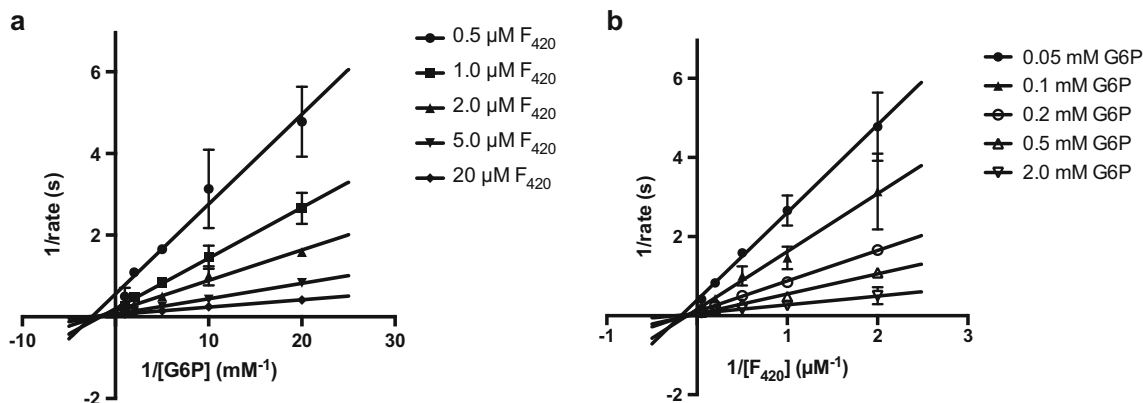 a
0.5 µM F420
1.0 µM F420
2.0 µM F420
5.0 µM F420
20 µM F420
6
4
2
-2
-10
10
20
30
1/rate (s)
1/[G6P] (mM-1)
b
0.05 mM G6P
0.1 mM G6P
0.2 mM G6P
0.5 mM G6P
2.0 mM G6P
6
4
2
-2
-1
1
2
3
1/rate (s)
1/[F420] (µM-1)